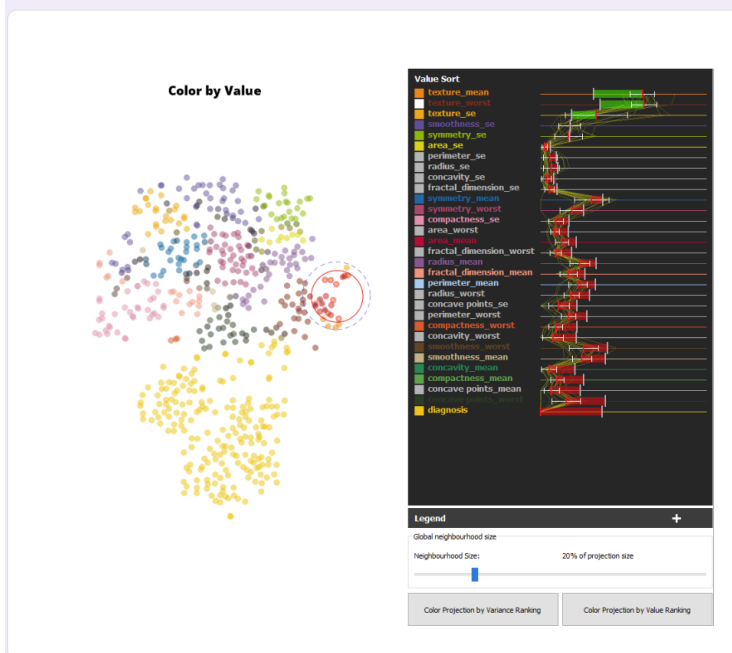 Color by Value
Value Sort
texture_mean
texture_worst
texture_se
smoothness_se
symmetry_se
area_se
perimeter_se
radius_se
concavity_se
fractal_dimension_se
symmetry_mean
symmetry_worst
compactness_se
area_worst
area_mean
fractal_dimension_worst
radius_mean
fractal_dimension_mean
perimeter_mean
radius_worst
concave points_se
perimeter_worst
compactness_worst
concavity_worst
smoothness_worst
smoothness_mean
concavity_mean
compactness_mean
concave points_mean
concave points_worst
diagnosis
Legend +
Global neighbourhood size
Neighbourhood Size: 20% of projection size
Color Projection by Variance Ranking
Color Projection by Value Ranking